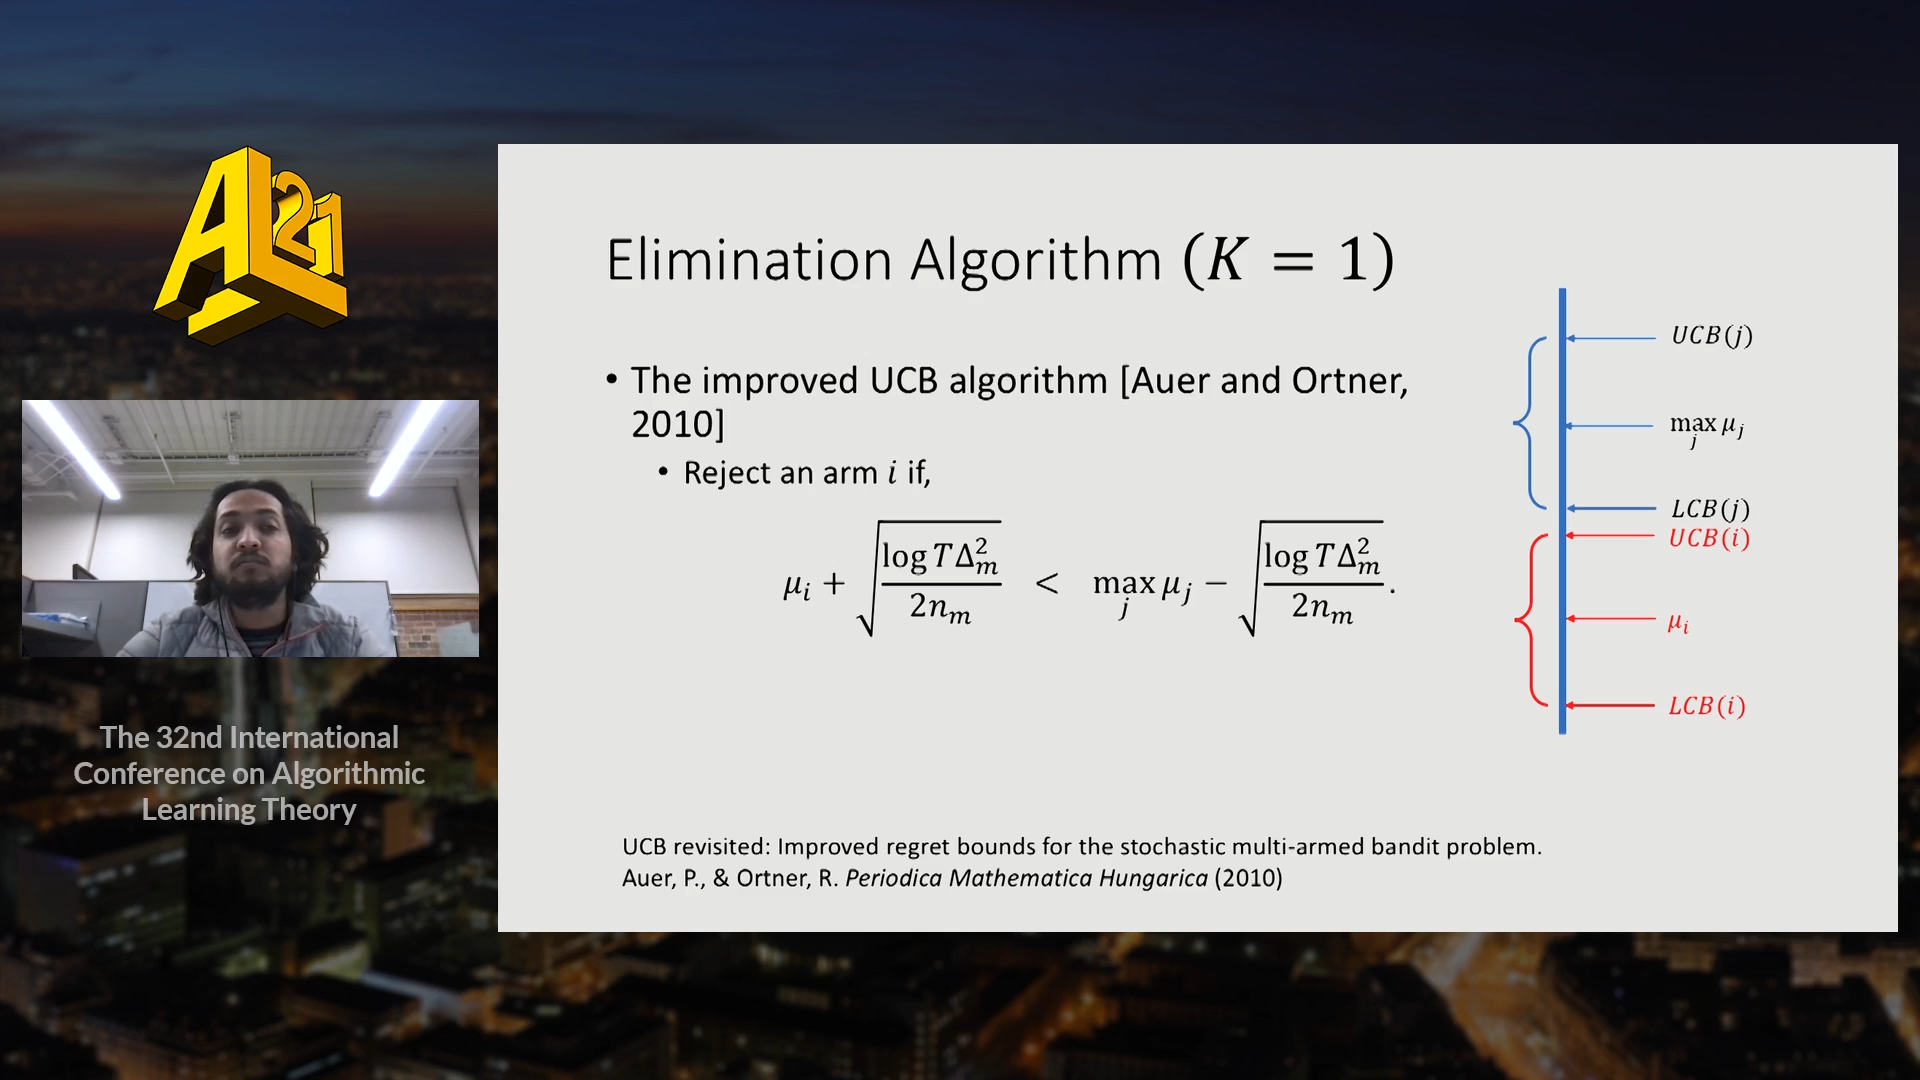 ALT 21
The 32nd International
Conference on Algorithmic
Learning Theory
Elimination Algorithm (K = 1)
• The improved UCB algorithm [Auer and Ortner,
2010]
• Reject an arm i if,
μ_i + √(log TΔ_m^2 / 2n_m) < max_j μ_j − √(log TΔ_m^2 / 2n_m).
UCB(j)
max_j μ_j
LCB(j)
UCB(i)
μ_i
LCB(i)
UCB revisited: Improved regret bounds for the stochastic multi-armed bandit problem.
Auer, P., & Ortner, R. Periodica Mathematica Hungarica (2010)